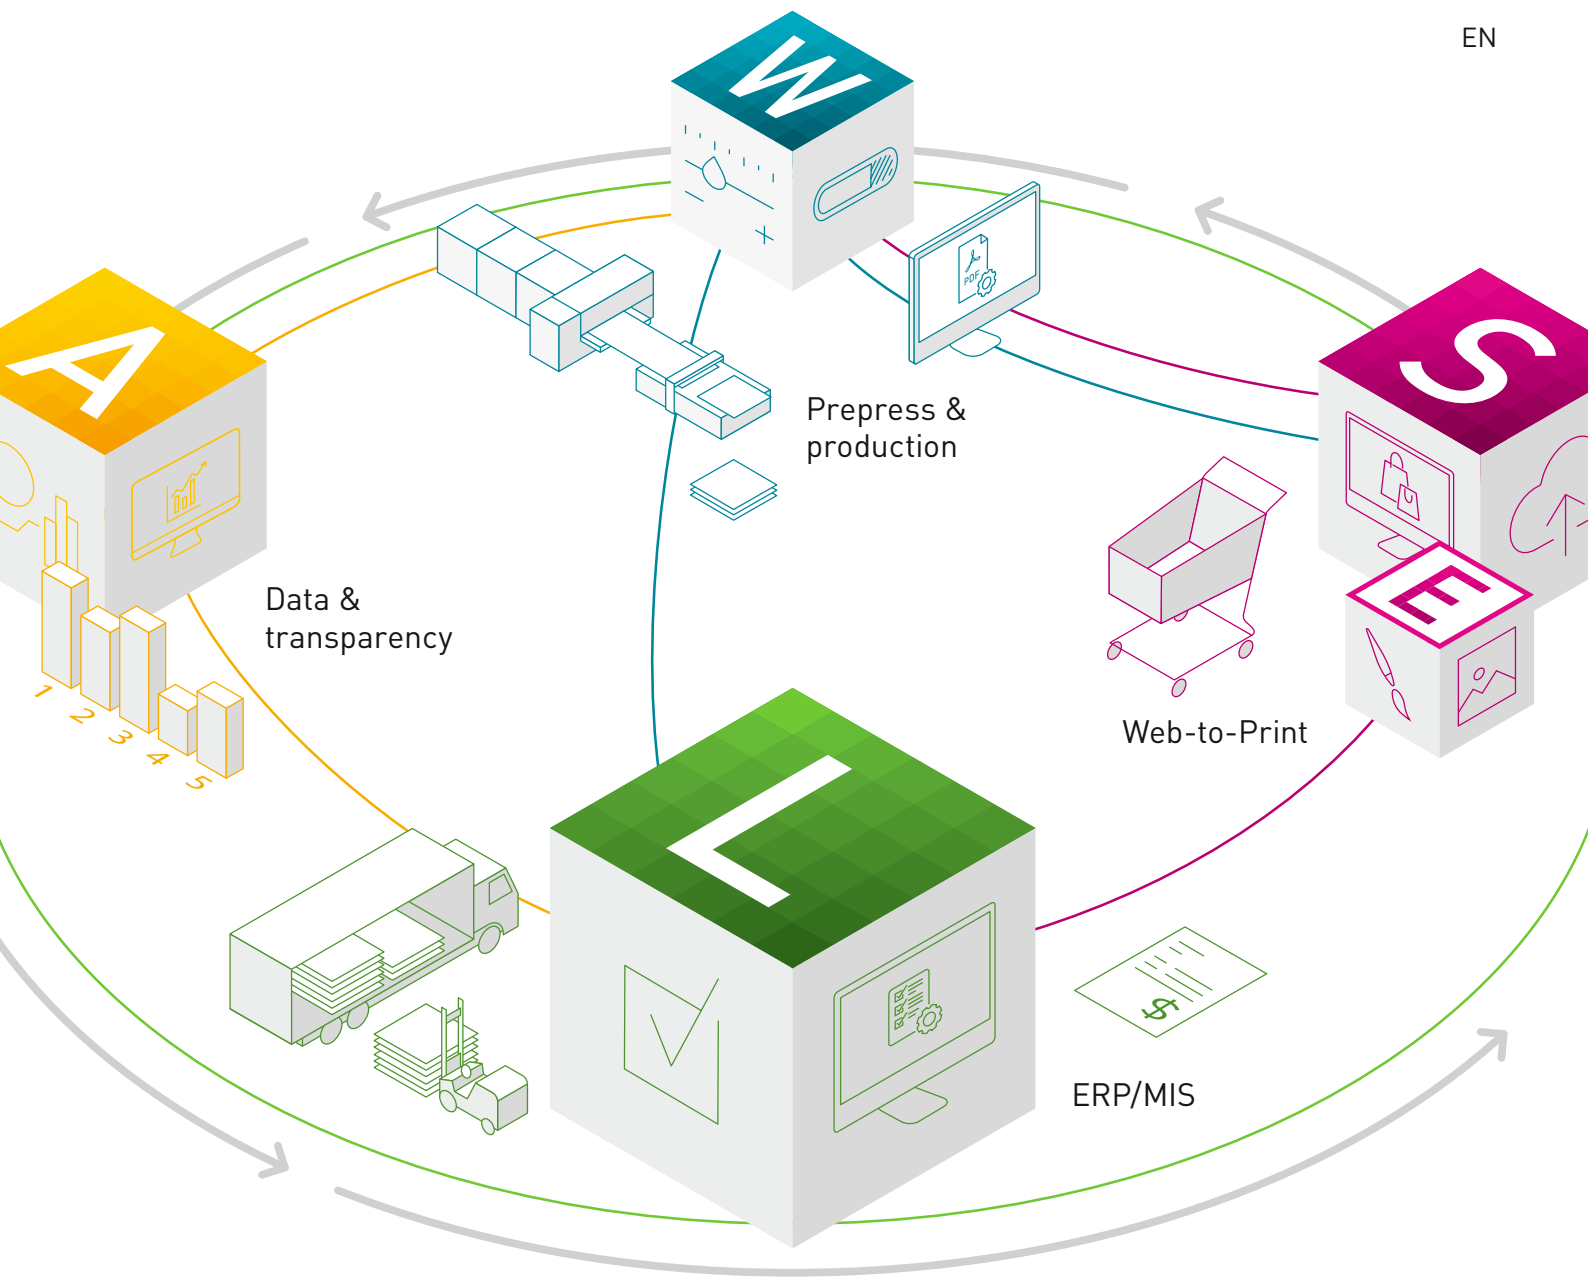 EN
W
A
S
PDF
Prepress &
production
E
Data &
transparency
1
2
3
4
5
Web-to-Print
L
$
ERP/MIS